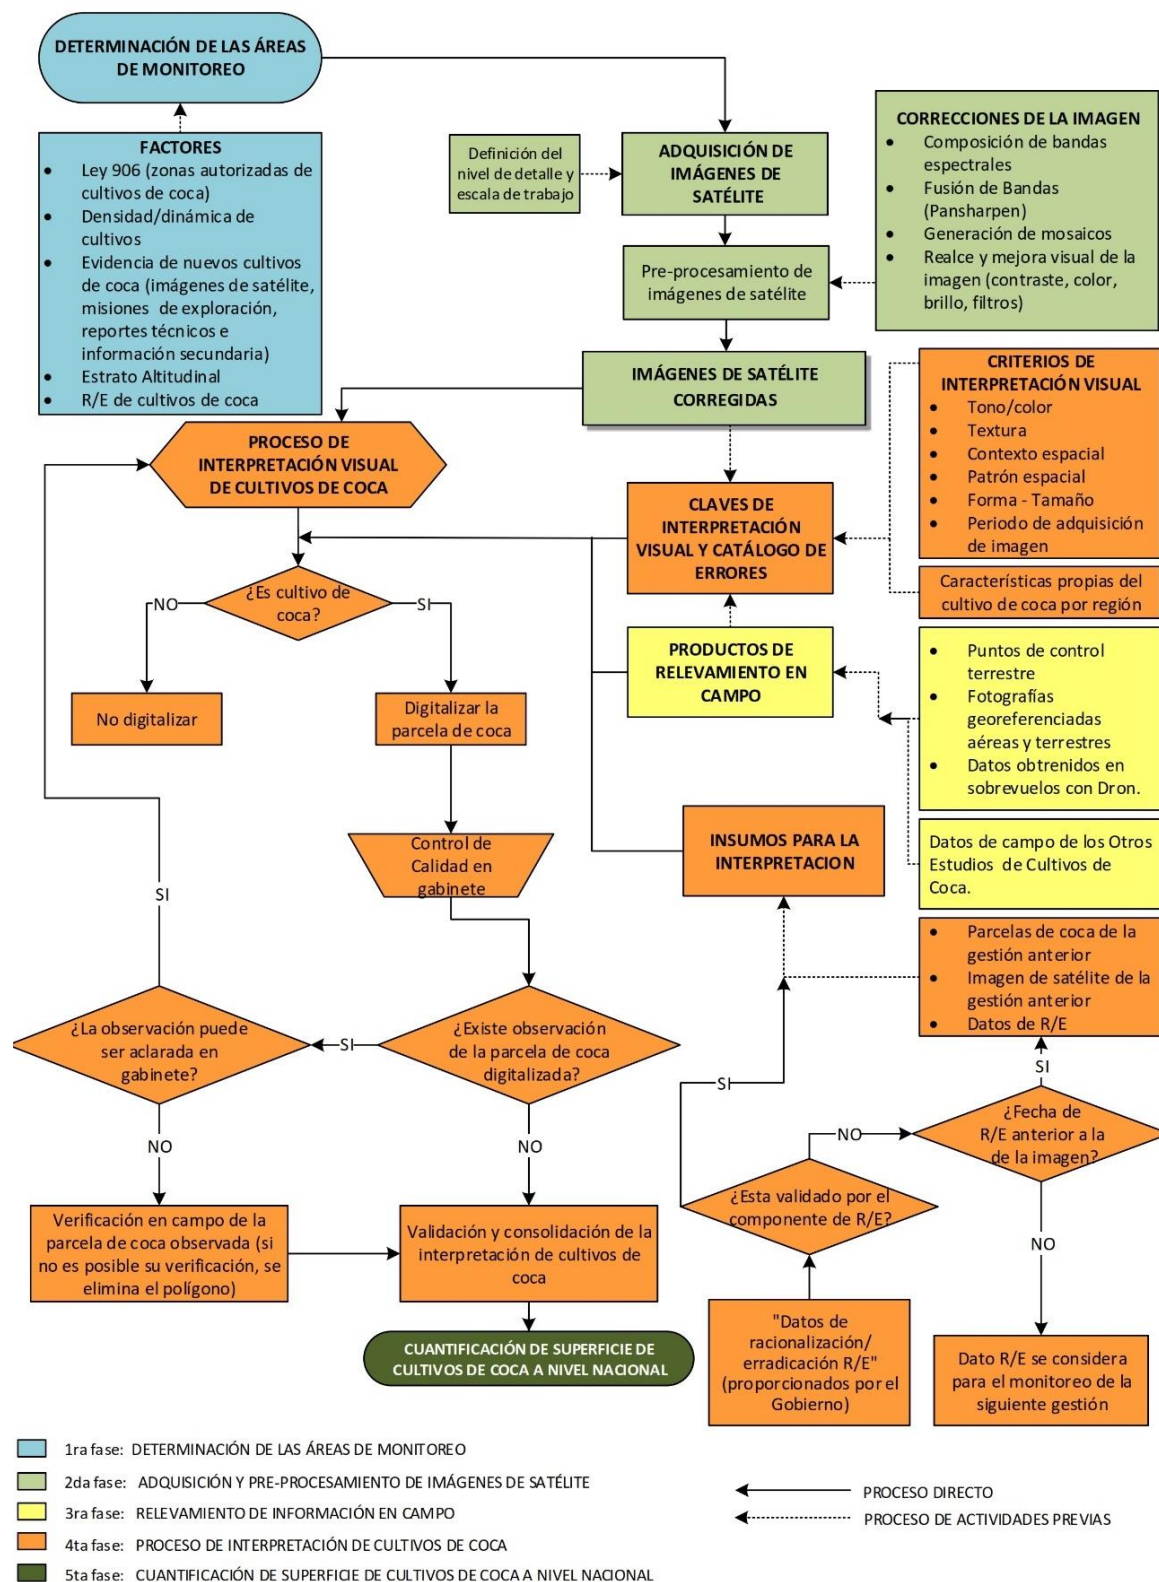 DETERMINACIÓN DE LAS ÁREAS
DE MONITOREO
FACTORES
• Ley 906 (zonas autorizadas de
cultivos de coca)
• Densidad/dinámica de
cultivos
• Evidencia de nuevos cultivos
de coca (imágenes de satélite,
misiones de exploración,
reportes técnicos e
información secundaria)
• Estrato Altitudinal
• R/E de cultivos de coca
Definición del
nivel de detalle y
escala de trabajo
ADQUISICIÓN DE
IMÁGENES DE
SATÉLITE
CORRECCIONES DE LA IMAGEN
• Composición de bandas
espectrales
• Fusión de Bandas
(Pansharpen)
• Generación de mosaicos
• Realce y mejora visual de la
imagen (contraste, color,
brillo, filtros)
Pre-procesamiento de
imágenes de satélite
IMÁGENES DE SATÉLITE
CORREGIDAS
CRITERIOS DE
INTERPRETACIÓN VISUAL
• Tono/color
• Textura
• Contexto espacial
• Patrón espacial
• Forma - Tamaño
• Periodo de adquisición
de imagen
Características propias del
cultivo de coca por región
PROCESO DE
INTERPRETACIÓN VISUAL
DE CULTIVOS DE COCA
CLAVES DE
INTERPRETACIÓN
VISUAL Y CATÁLOGO DE
ERRORES
¿Es cultivo de
coca?
NO
SI
No digitalizar
Digitalizar la
parcela de coca
PRODUCTOS DE
RELEVAMIENTO EN
CAMPO
• Puntos de control
terrestre
• Fotografías
georeferenciadas
aéreas y terrestres
• Datos obtrenidos en
sobrevuelos con Dron.
Datos de campo de los Otros
Estudios de Cultivos de
Coca.
Control de
Calidad en
gabinete
INSUMOS PARA LA
INTERPRETACION
• Parcelas de coca de la
gestión anterior
• Imagen de satélite de la
gestión anterior
• Datos de R/E
SI
¿La observación puede
ser aclarada en
gabinete?
SI
¿Existe observación
de la parcela de coca
digitalizada?
SI
SI
¿Fecha de
R/E anterior a la
de la imagen?
NO
¿Esta validado por el
componente de R/E?
NO
NO
NO
Verificación en campo de la
parcela de coca observada (si
no es posible su verificación, se
elimina el polígono)
Validación y consolidación de la
interpretación de cultivos de
coca
"Datos de
racionalización/
erradicación R/E"
(proporcionados por el
Gobierno)
Dato R/E se considera
para el monitoreo de la
siguiente gestión
CUANTIFICACIÓN DE SUPERFICIE DE
CULTIVOS DE COCA A NIVEL NACIONAL
1ra fase: DETERMINACIÓN DE LAS ÁREAS DE MONITOREO
2da fase: ADQUISICIÓN Y PRE-PROCESAMIENTO DE IMÁGENES DE SATÉLITE
3ra fase: RELEVAMIENTO DE INFORMACIÓN EN CAMPO
4ta fase: PROCESO DE INTERPRETACIÓN DE CULTIVOS DE COCA
5ta fase: CUANTIFICACIÓN DE SUPERFICIE DE CULTIVOS DE COCA A NIVEL NACIONAL
PROCESO DIRECTO
PROCESO DE ACTIVIDADES PREVIAS